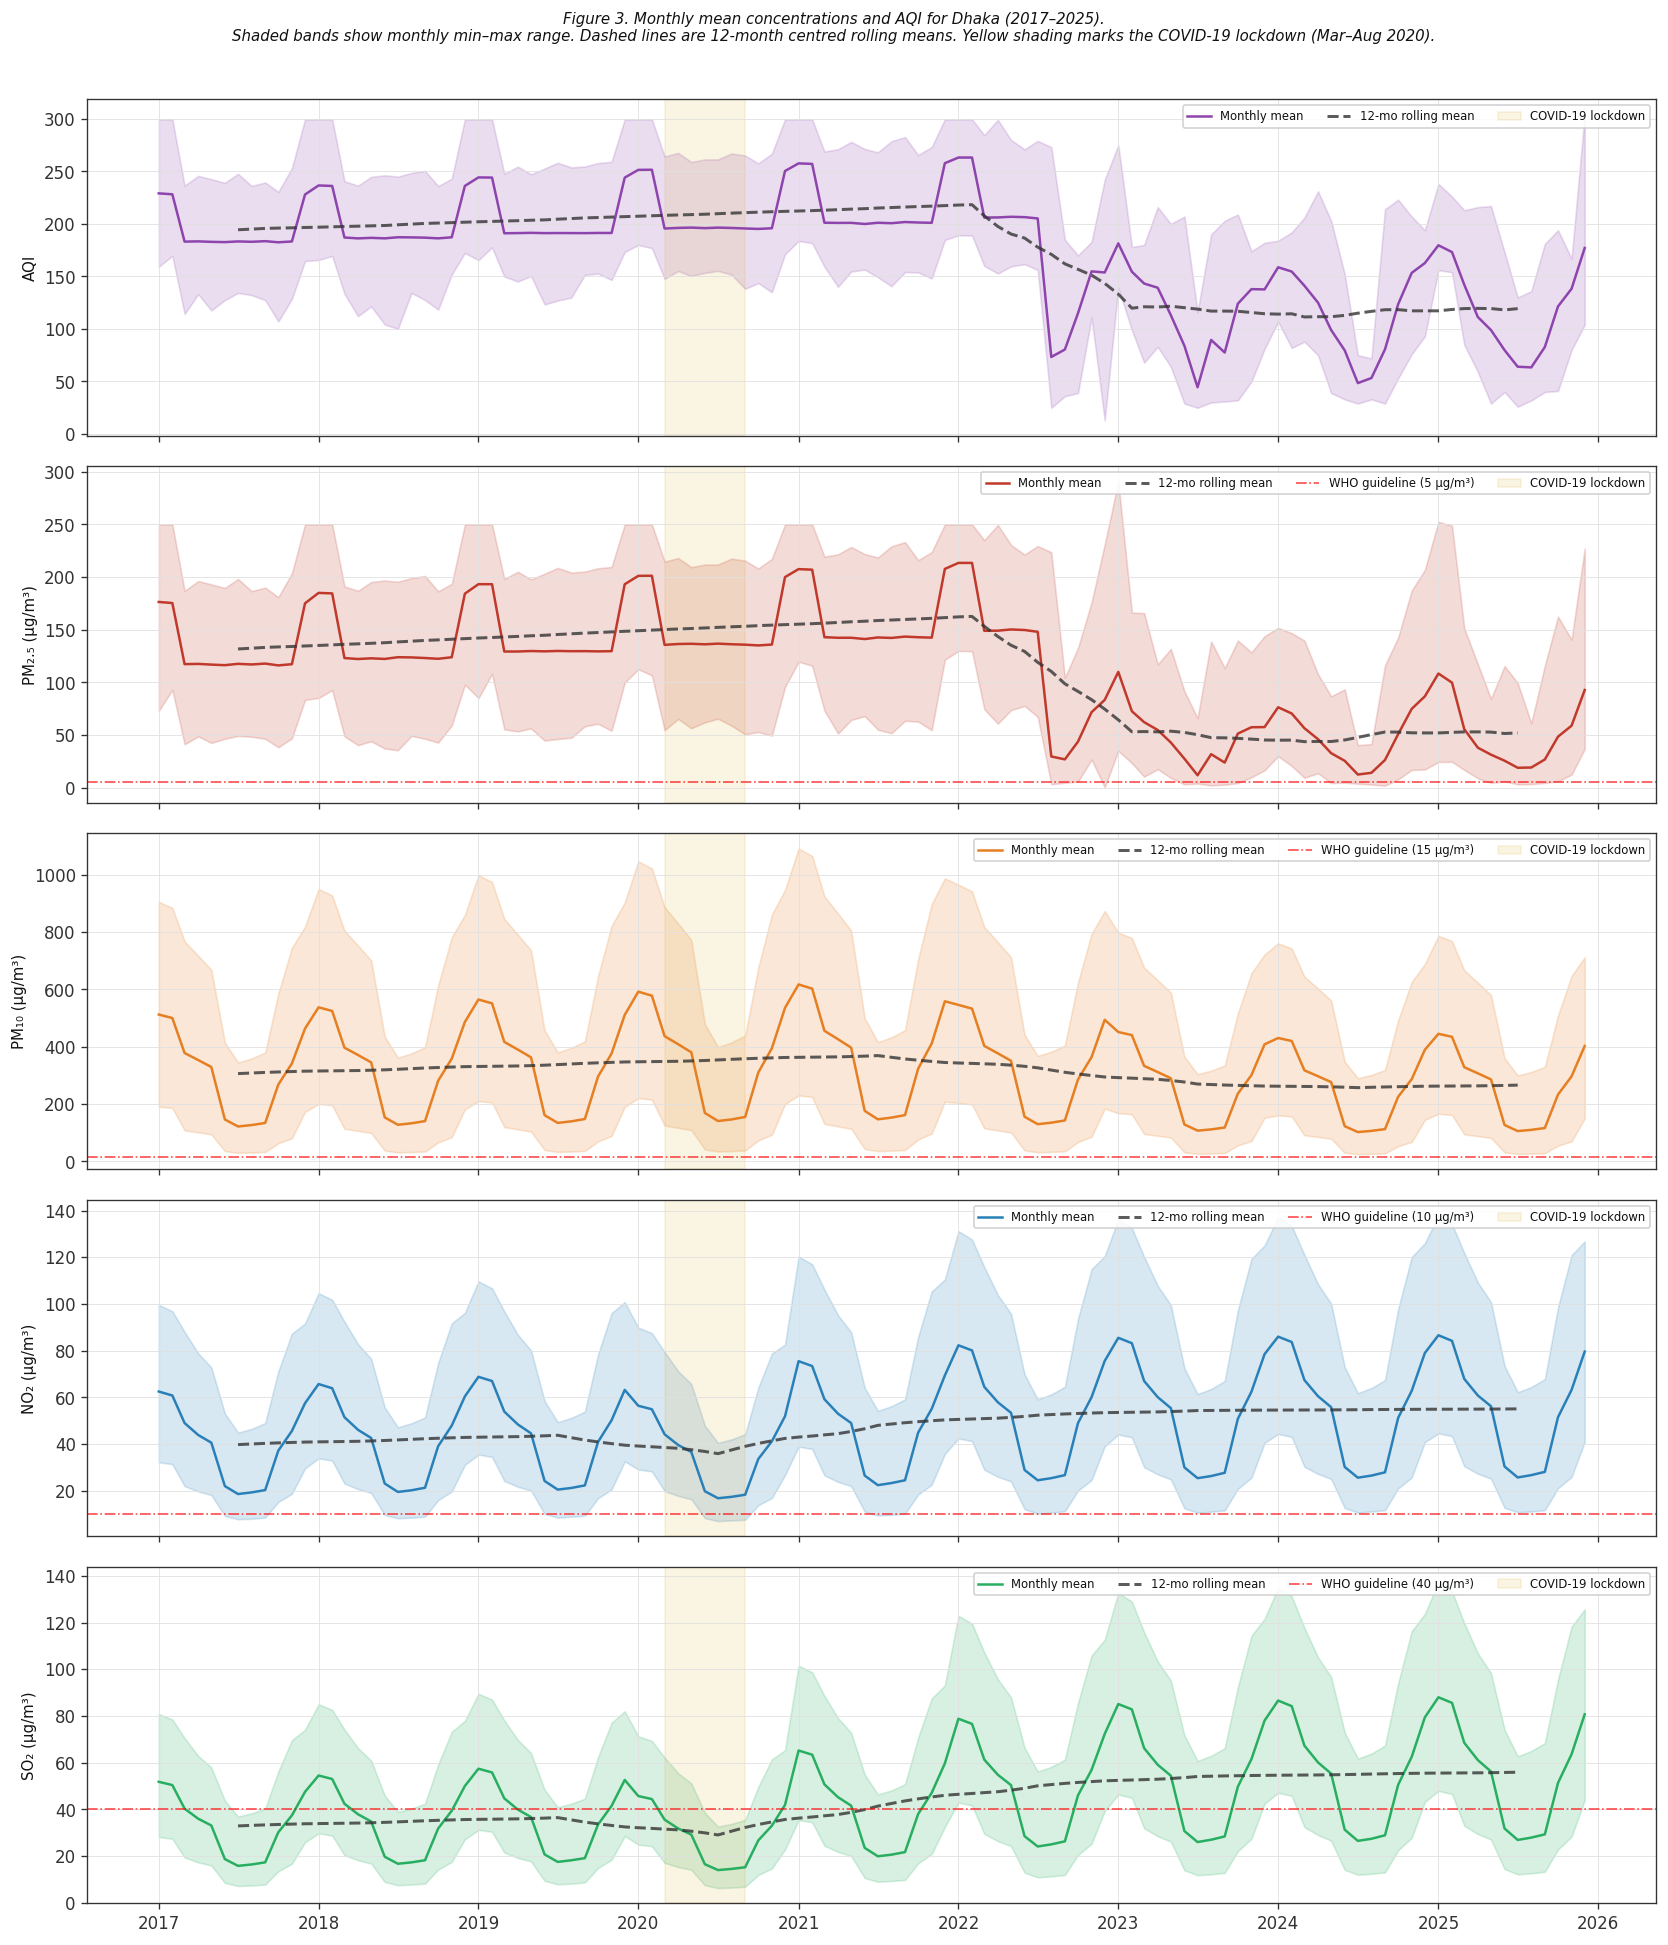 Figure 3. Monthly mean concentrations and AQI for Dhaka (2017–2025).
Shaded bands show monthly min–max range. Dashed lines are 12-month centred rolling means. Yellow shading marks the COVID-19 lockdown (Mar–Aug 2020).
Monthly mean 12-mo rolling mean COVID-19 lockdown
AQI
300
250
200
150
100
50
0
Monthly mean 12-mo rolling mean WHO guideline (5 µg/m³) COVID-19 lockdown
PM₂.₅ (µg/m³)
300
250
200
150
100
50
0
Monthly mean 12-mo rolling mean WHO guideline (15 µg/m³) COVID-19 lockdown
PM₁₀ (µg/m³)
1000
800
600
400
200
0
Monthly mean 12-mo rolling mean WHO guideline (10 µg/m³) COVID-19 lockdown
NO₂ (µg/m³)
140
120
100
80
60
40
20
Monthly mean 12-mo rolling mean WHO guideline (40 µg/m³) COVID-19 lockdown
SO₂ (µg/m³)
140
120
100
80
60
40
20
0
2017 2018 2019 2020 2021 2022 2023 2024 2025 2026